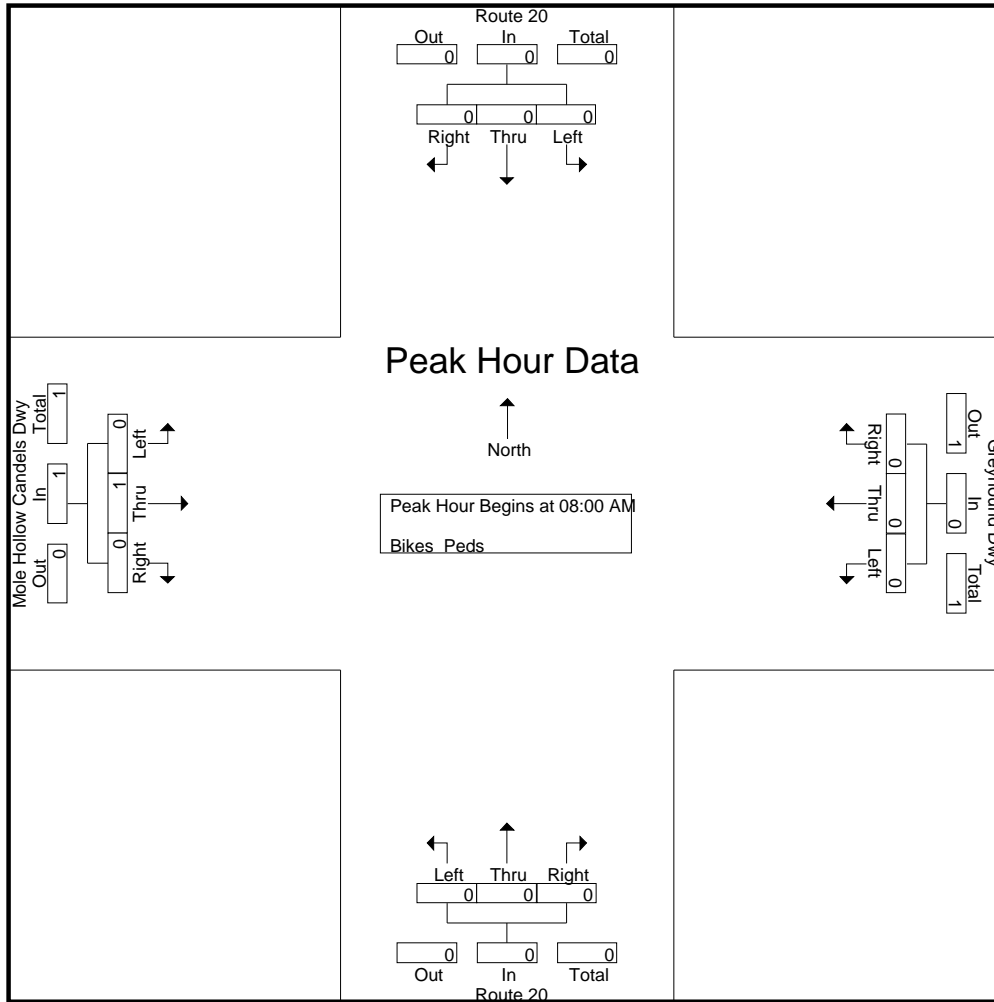 Route 20
Out In Total
0 0 0
0 0 0
Right Thru Left
Peak Hour Data
North
Peak Hour Begins at 08:00 AM
Bikes Peds
Mole Hollow Candels Dwy
Total In Out
1 1 0
0 1 0
Left Thru Right
Right Thru Left
0 0 0
Out In Total
1 0 1
Greyhound Dwy
Left Thru Right
0 0 0
0 0 0
Out In Total
Route 20